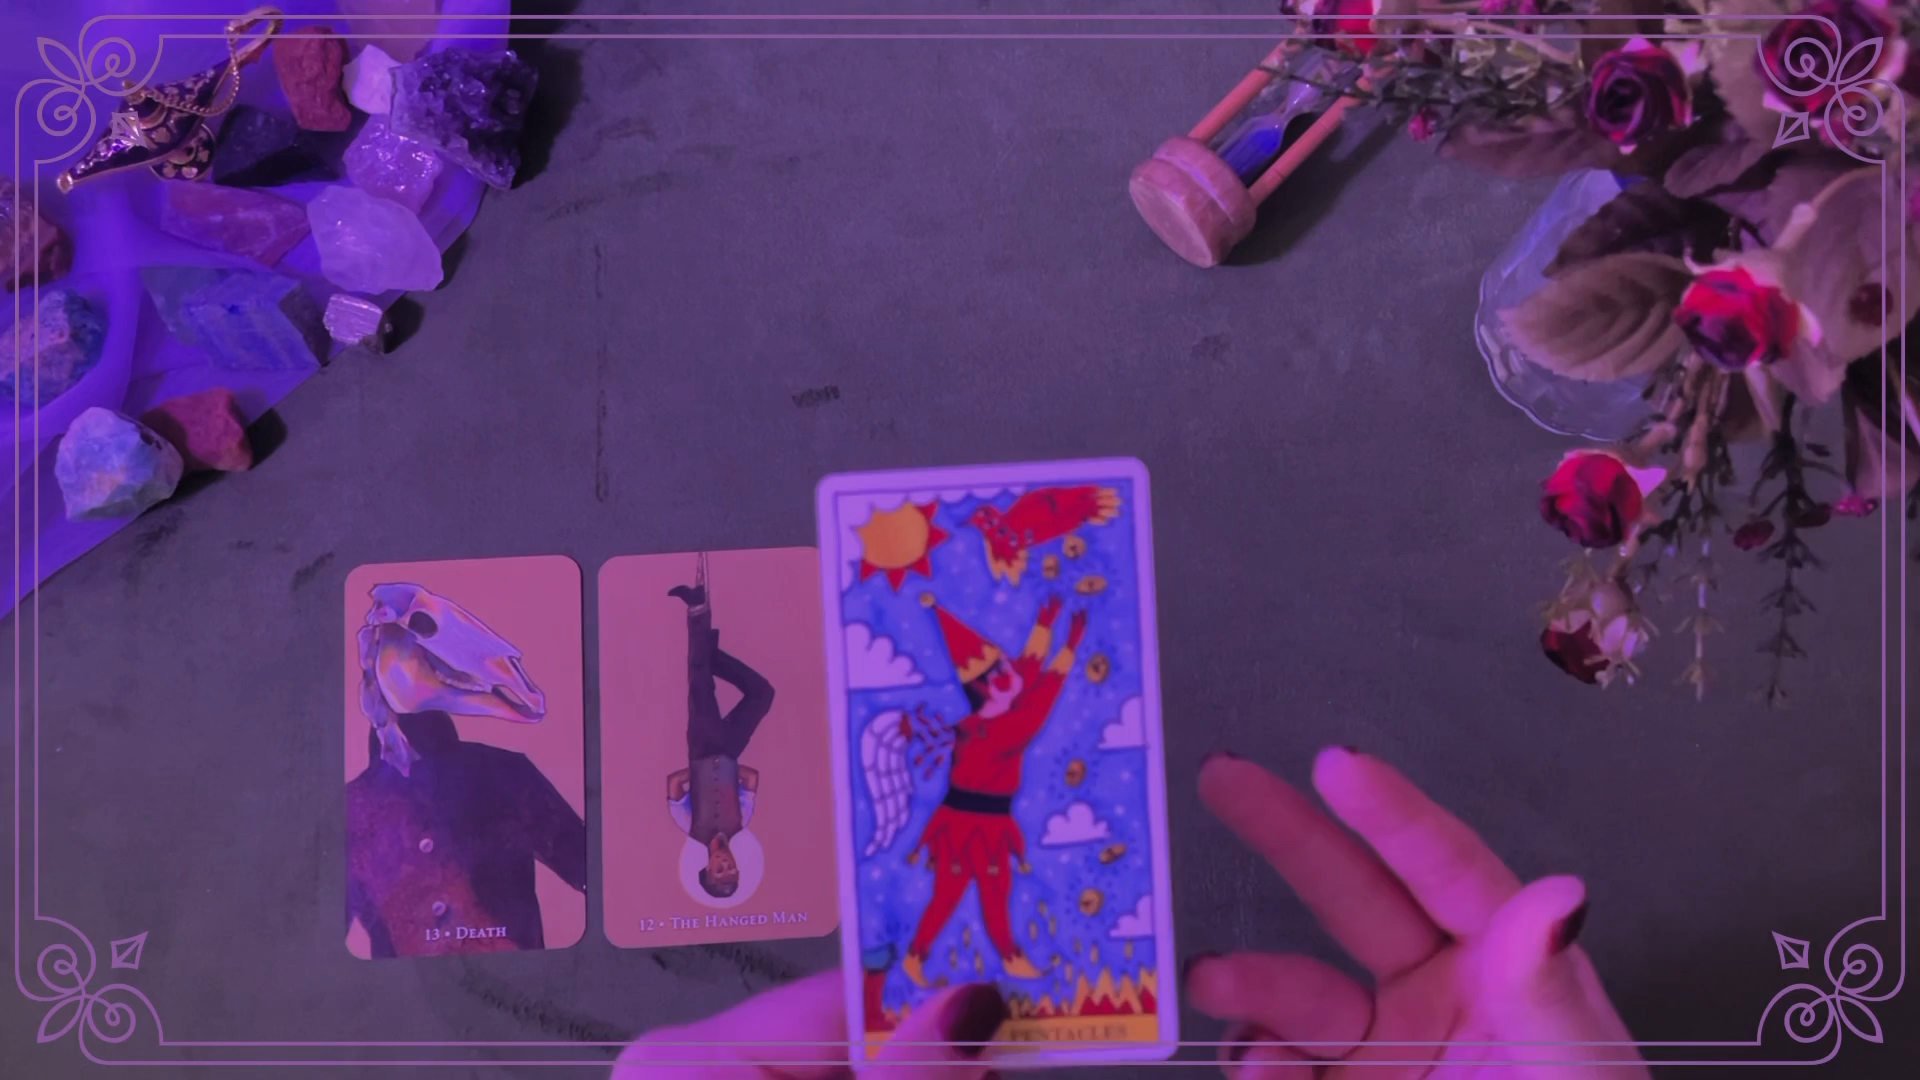 13 • DEATH
12 • THE HANGED MAN
PENTACLES